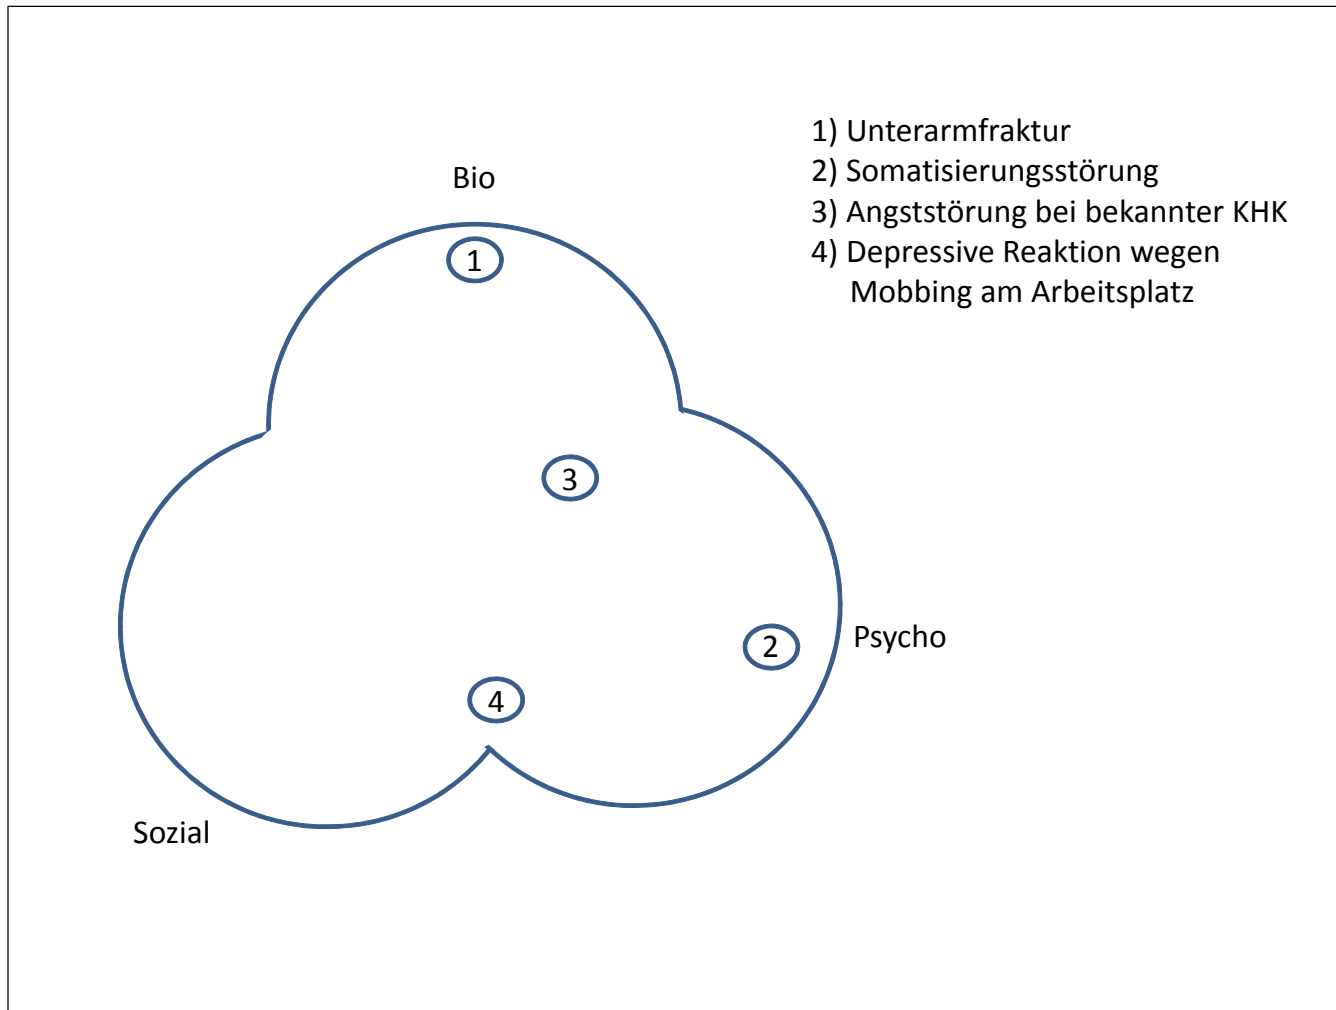 1) Unterarmfraktur
2) Somatisierungsstörung
3) Angststörung bei bekannter KHK
4) Depressive Reaktion wegen
Mobbing am Arbeitsplatz
Bio
1
3
2
Psycho
4
Sozial